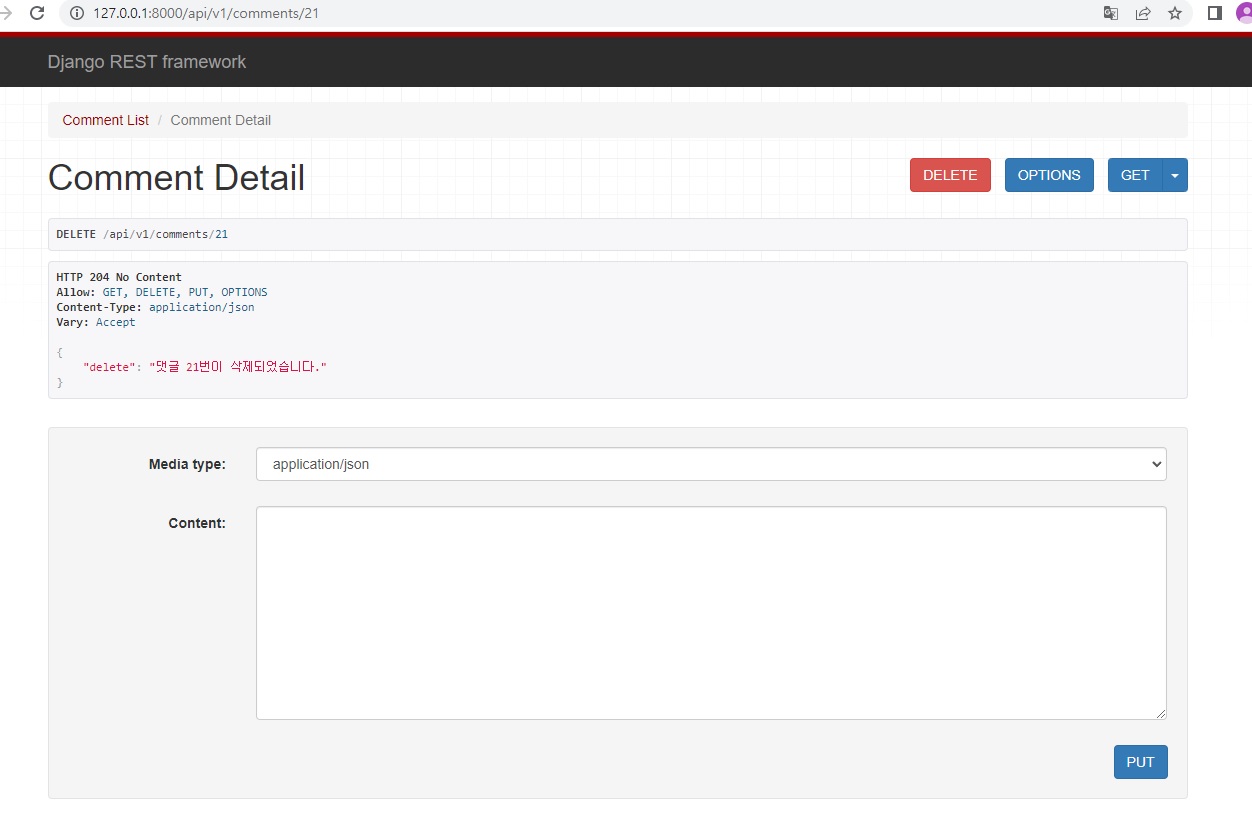 127.0.0.1:8000/api/v1/comments/21
Django REST framework
Comment List / Comment Detail
Comment Detail
DELETE OPTIONS GET
DELETE /api/v1/comments/21
HTTP 204 No Content
Allow: GET, DELETE, PUT, OPTIONS
Content-Type: application/json
Vary: Accept
{
"delete": "댓글 21번이 삭제되었습니다."
}
Media type: application/json
Content:
PUT